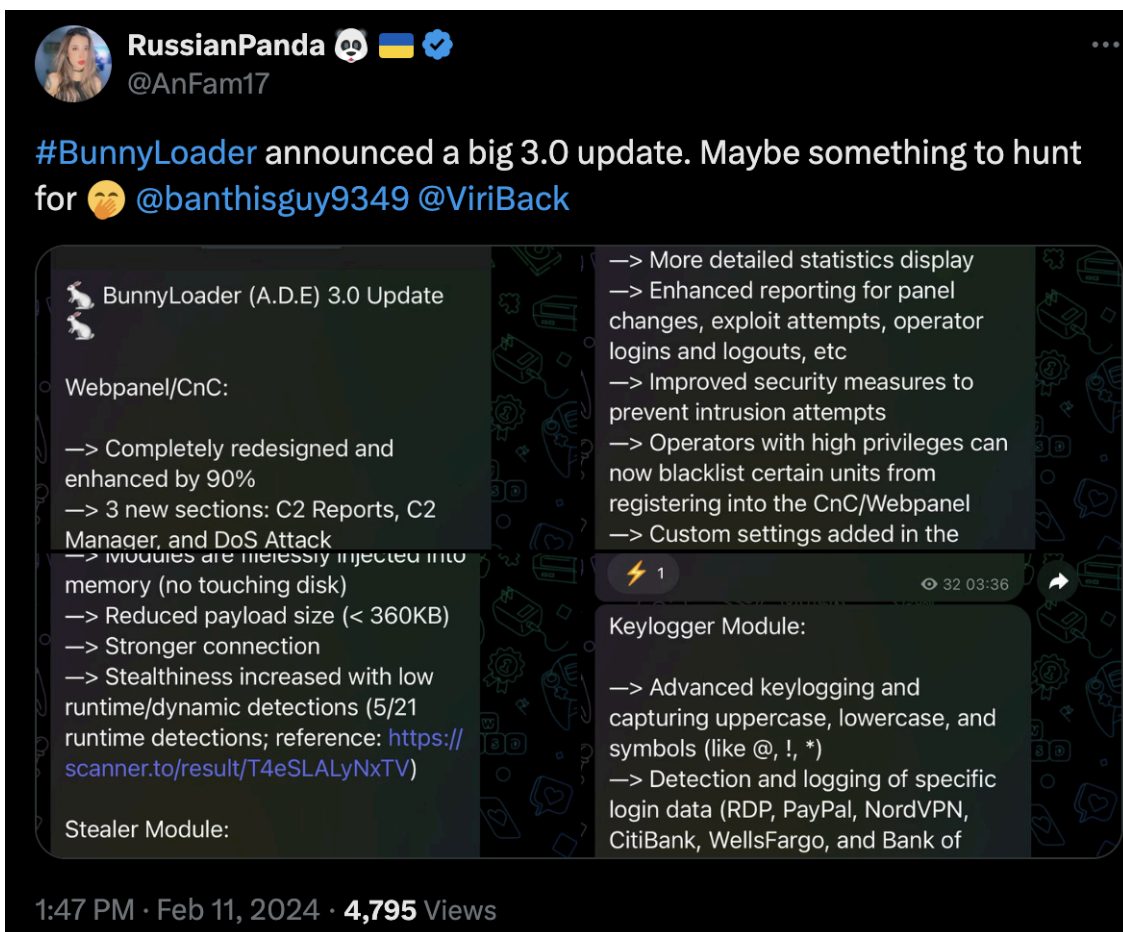 RussianPanda 🐼 🇺🇦
@AnFam17
#BunnyLoader announced a big 3.0 update. Maybe something to hunt
for 🤭 @banthisguy9349 @ViriBack
🐇 BunnyLoader (A.D.E) 3.0 Update
🐇
Webpanel/CnC:
—> Completely redesigned and
enhanced by 90%
—> 3 new sections: C2 Reports, C2
Manager, and DoS Attack
—> More detailed statistics display
—> Enhanced reporting for panel
changes, exploit attempts, operator
logins and logouts, etc
—> Improved security measures to
prevent intrusion attempts
—> Operators with high privileges can
now blacklist certain units from
registering into the CnC/Webpanel
—> Custom settings added in the
—> Modules are filelessly injected into
memory (no touching disk)
—> Reduced payload size (< 360KB)
—> Stronger connection
—> Stealthiness increased with low
runtime/dynamic detections (5/21
runtime detections; reference: https://
scanner.to/result/T4eSLALyNxTV)
Stealer Module:
⚡ 1
32 03:36
Keylogger Module:
—> Advanced keylogging and
capturing uppercase, lowercase, and
symbols (like @, !, *)
—> Detection and logging of specific
login data (RDP, PayPal, NordVPN,
CitiBank, WellsFargo, and Bank of
1:47 PM · Feb 11, 2024 · 4,795 Views